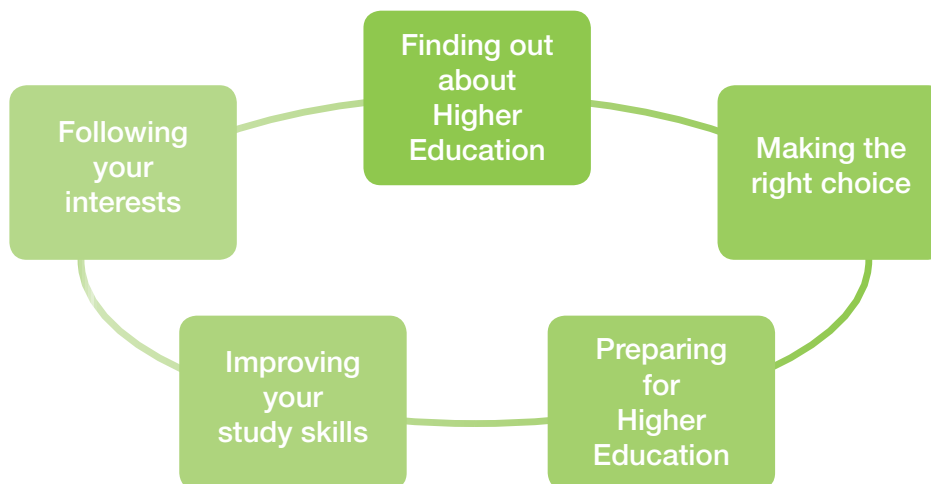 Finding out
about
Higher
Education
Making the
right choice
Preparing
for
Higher
Education
Improving
your
study skills
Following
your
interests